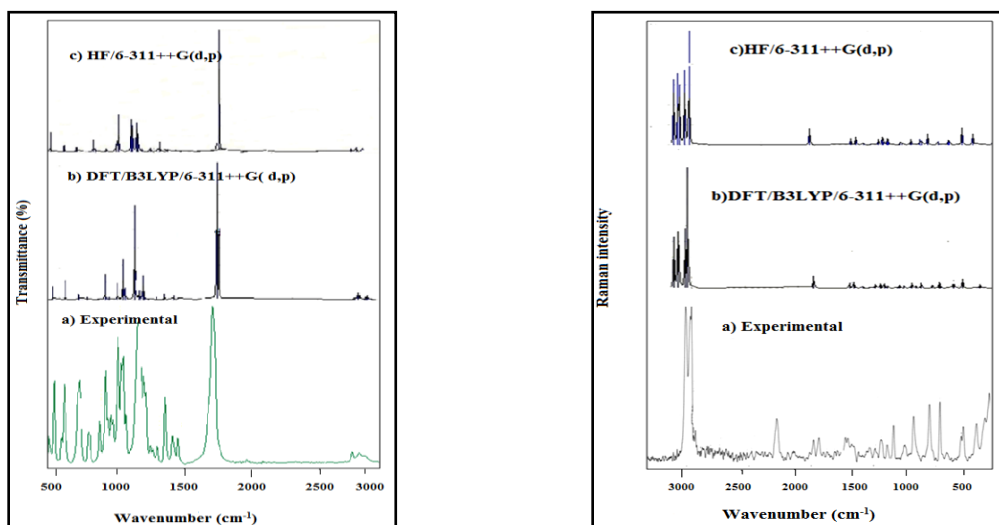 c) HF/6-311++G(d,p)
b) DFT/B3LYP/6-311++G( d,p)
a) Experimental
Transmittance (%)
500 1000 1500 2000 2500 3000
Wavenumber (cm-1)
c)HF/6-311++G(d,p)
b)DFT/B3LYP/6-311++G(d,p)
a) Experimental
Raman intensity
3000 2000 1500 1000 500
Wavenumber (cm-1)